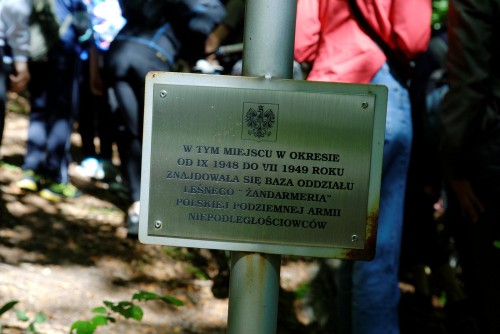 W TYM MIEJSCU W OKRESIE
OD IX 1948 DO VII 1949 ROKU
ZNAJDOWAŁA SIĘ BAZA ODDZIAŁU
LEŚNEGO " ŻANDARMERIA"
POLSKIEJ PODZIEMNEJ ARMII
NIEPODLEGŁOŚCIOWCÓW